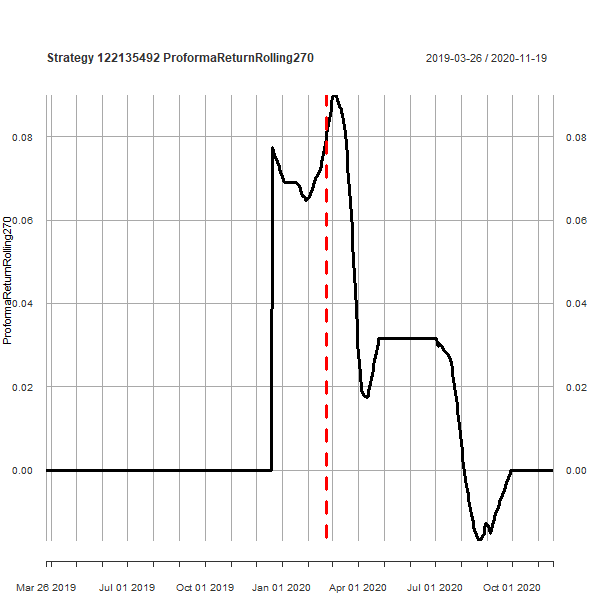 Strategy 122135492 ProformaReturnRolling270
2019-03-26 / 2020-11-19
ProformaReturnRolling270
0.08 0.08
0.06 0.06
0.04 0.04
0.02 0.02
0.00 0.00
Mar 26 2019 Jul 01 2019 Oct 01 2019 Jan 01 2020 Apr 01 2020 Jul 01 2020 Oct 01 2020